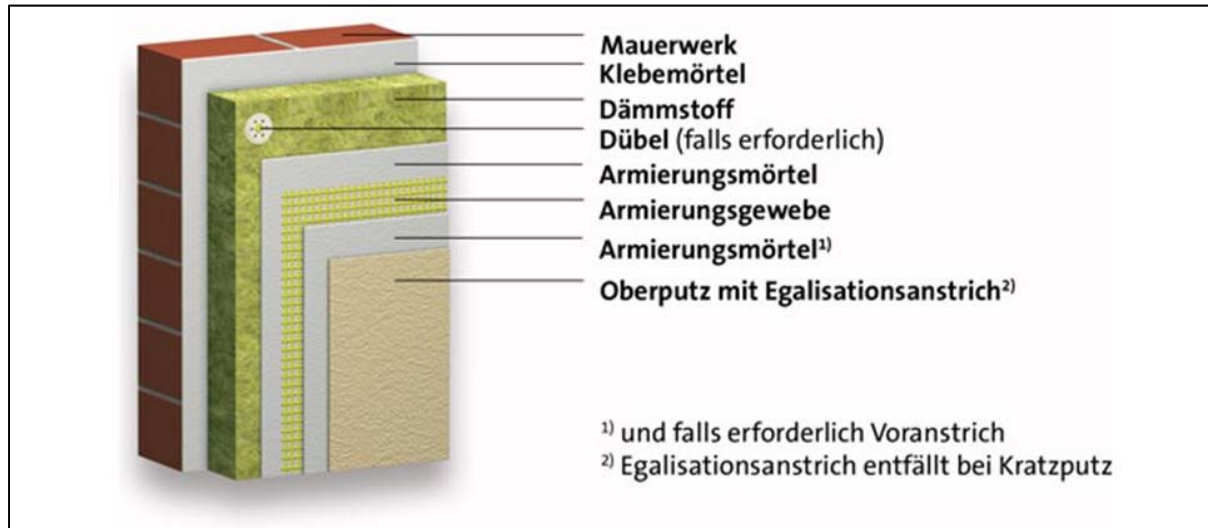 Mauerwerk
Klebemörtel
Dämmstoff
Dübel (falls erforderlich)
Armierungsmörtel
Armierungsgewebe
Armierungsmörtel¹⁾
Oberputz mit Egalisationsanstrich²⁾
¹⁾ und falls erforderlich Voranstrich
²⁾ Egalisationsanstrich entfällt bei Kratzputz